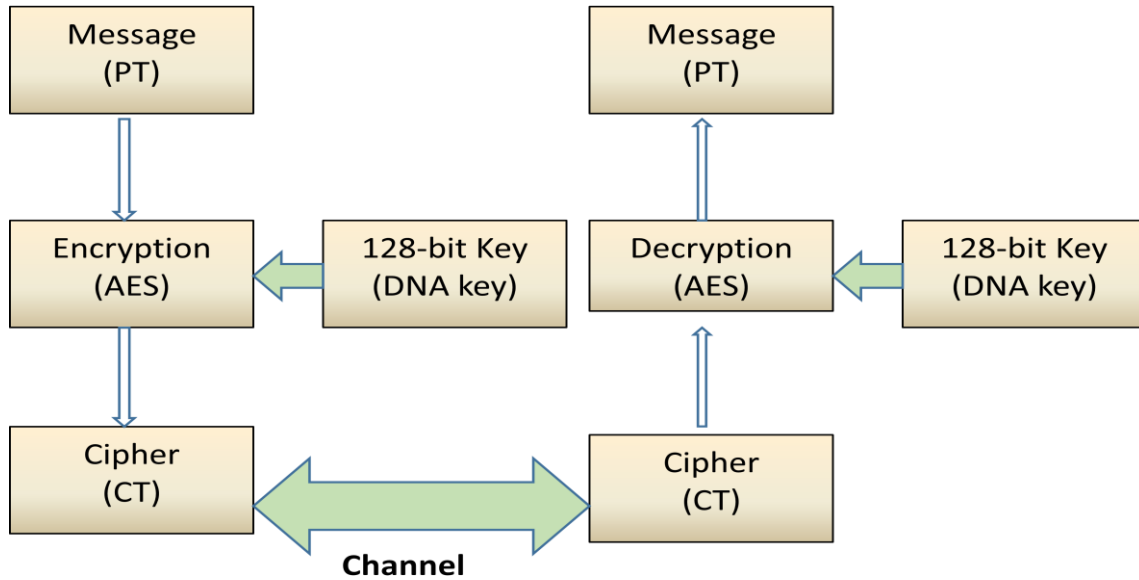 Message
(PT)
Message
(PT)
Encryption
(AES)
128-bit Key
(DNA key)
Decryption
(AES)
128-bit Key
(DNA key)
Cipher
(CT)
Cipher
(CT)
Channel